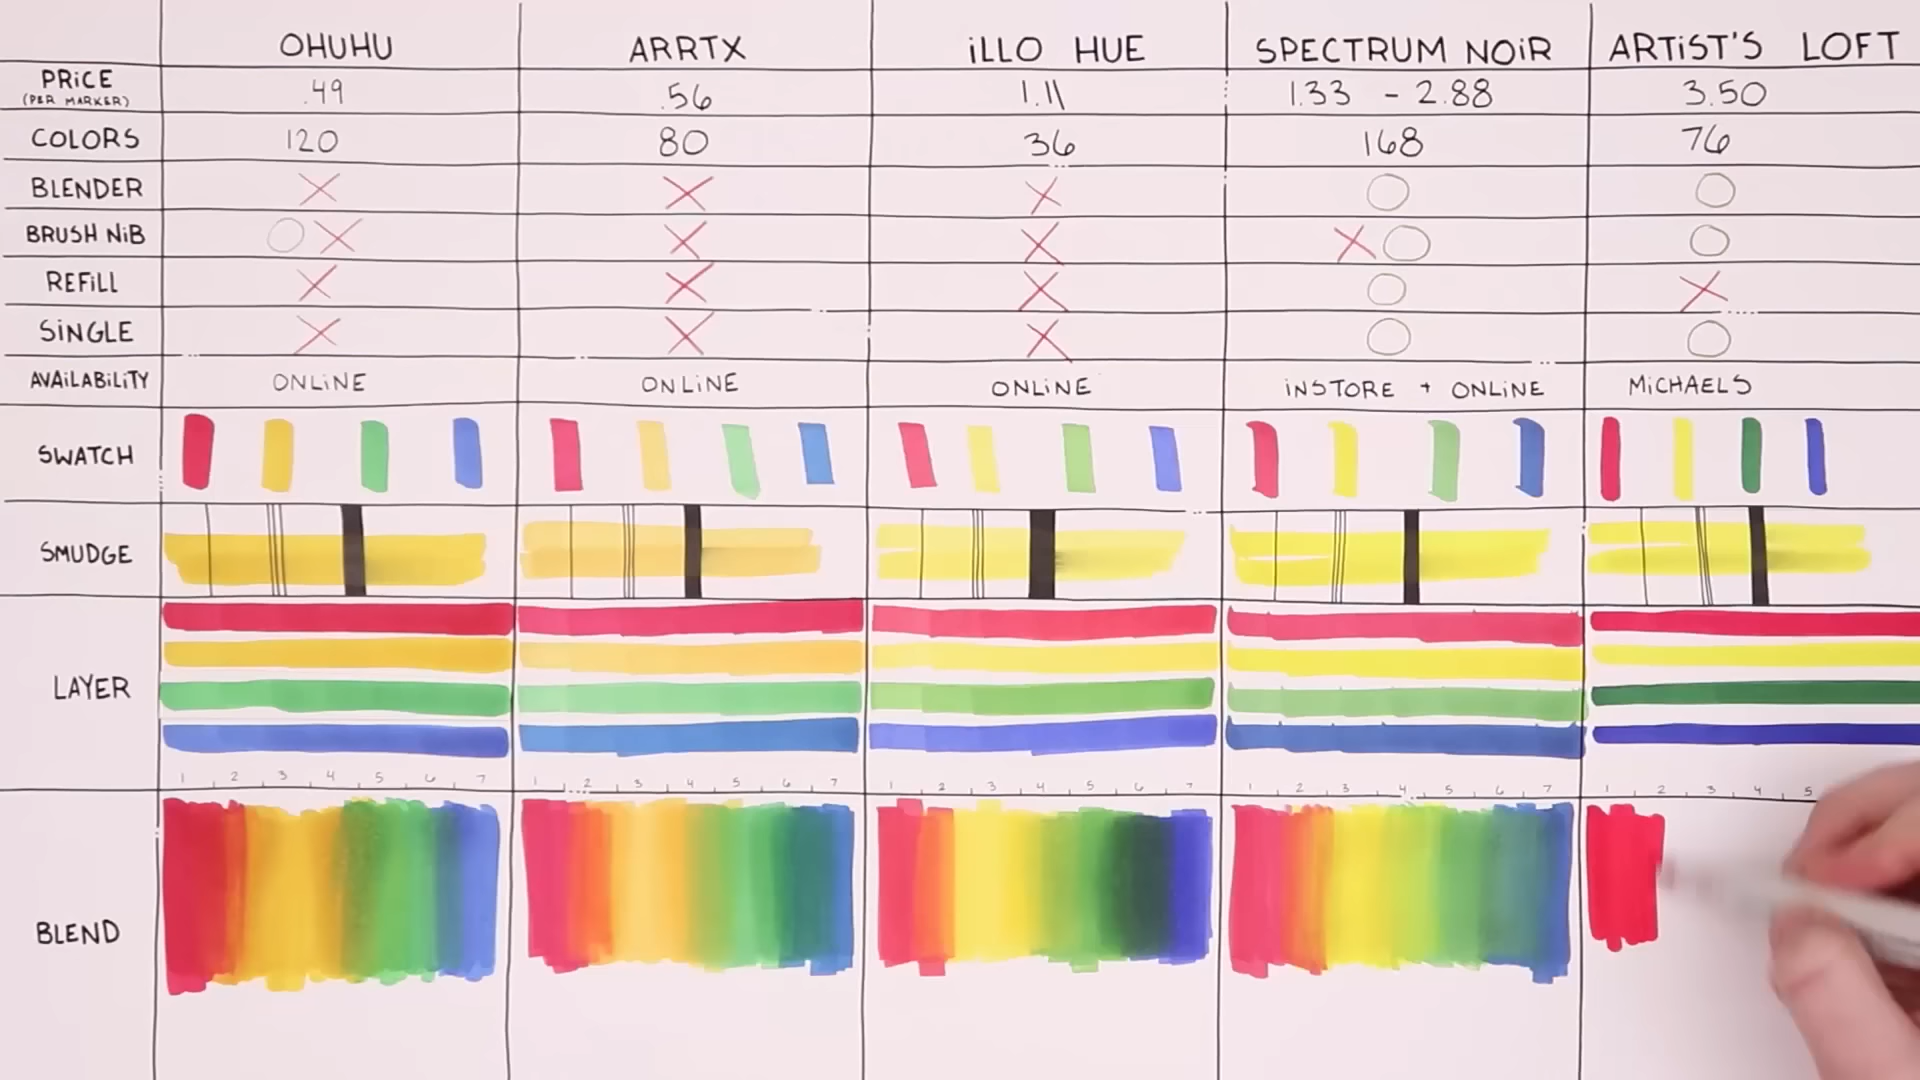 OHUHU ARRTX iLLO HUE SPECTRUM NOiR ARTiST'S LOFT
PRiCE (PER MARKER) .49 .56 1.11 1.33 - 2.88 3.50
COLORS 120 80 36 168 76
BLENDER X X X O O
BRUSH NiB O X X X X O O
REFiLL X X X O X
SiNGLE X X X O O
AVAiLABiLiTY ONLiNE ONLiNE ONLiNE iNSTORE + ONLiNE MiCHAELS
SWATCH
SMUDGE
LAYER
1 2 3 4 5 6 7 1 2 3 4 5 6 7 1 2 3 4 5 6 7 1 2 3 4 5 6 7 1 2 3 4 5
BLEND